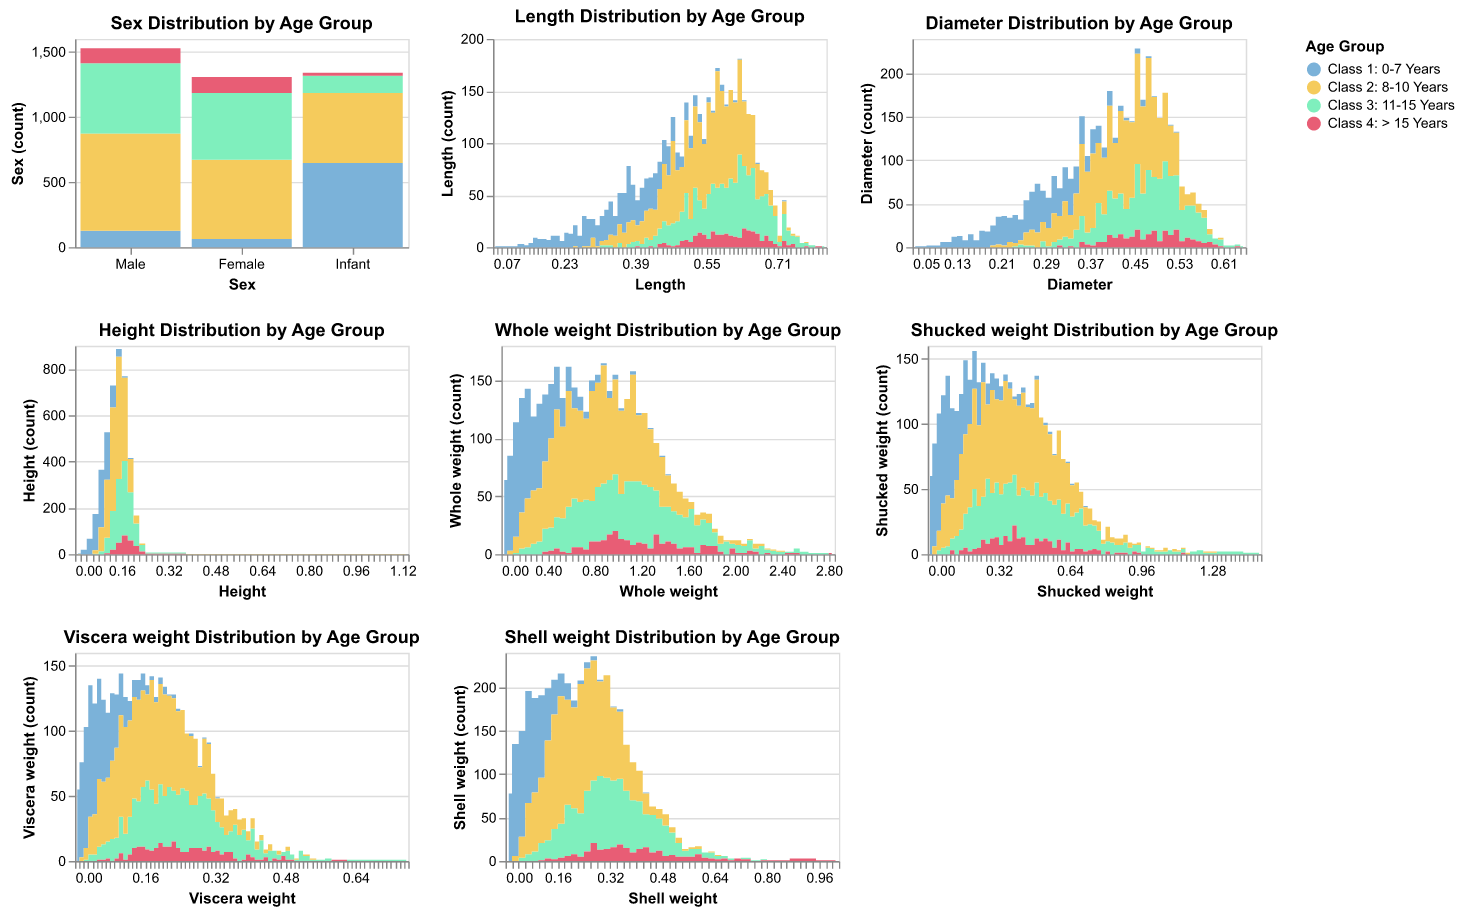 Sex Distribution by Age Group
Sex (count)
1,500
1,000
500
0
Male Female Infant
Sex
Length Distribution by Age Group
Length (count)
200
150
100
50
0
0.07 0.23 0.39 0.55 0.71
Length
Diameter Distribution by Age Group
Diameter (count)
200
150
100
50
0
0.05 0.13 0.21 0.29 0.37 0.45 0.53 0.61
Diameter
Age Group
Class 1: 0-7 Years
Class 2: 8-10 Years
Class 3: 11-15 Years
Class 4: > 15 Years
Height Distribution by Age Group
Height (count)
800
600
400
200
0
0.00 0.16 0.32 0.48 0.64 0.80 0.96 1.12
Height
Whole weight Distribution by Age Group
Whole weight (count)
150
100
50
0
0.00 0.40 0.80 1.20 1.60 2.00 2.40 2.80
Whole weight
Shucked weight Distribution by Age Group
Shucked weight (count)
150
100
50
0
0.00 0.32 0.64 0.96 1.28
Shucked weight
Viscera weight Distribution by Age Group
Viscera weight (count)
150
100
50
0
0.00 0.16 0.32 0.48 0.64
Viscera weight
Shell weight Distribution by Age Group
Shell weight (count)
200
150
100
50
0
0.00 0.16 0.32 0.48 0.64 0.80 0.96
Shell weight